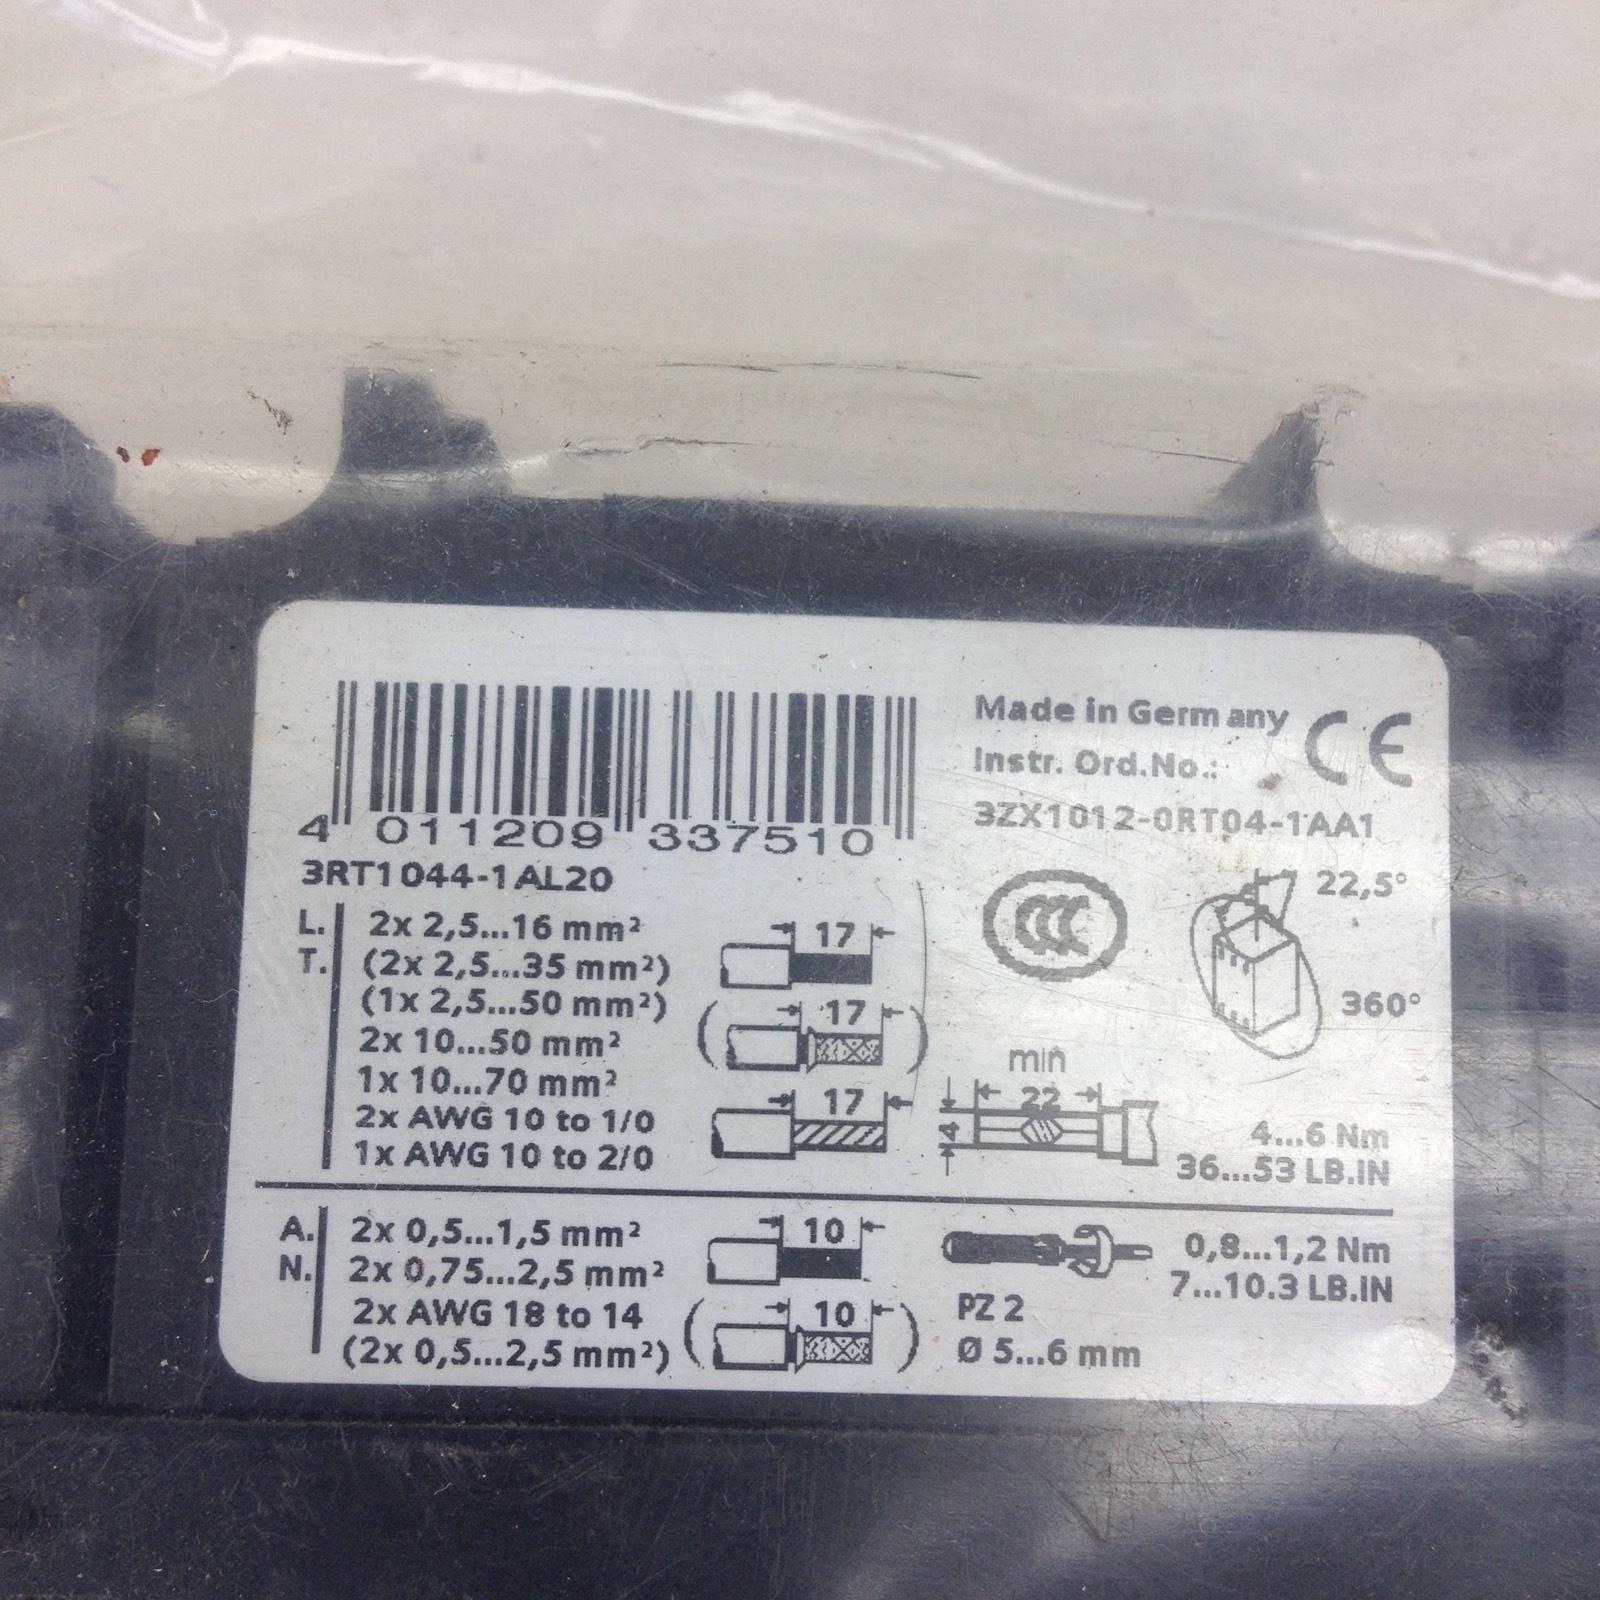 4 011209 337510
3RT1044-1AL20
Made in Germany
CE
Instr. Ord.No.:
3ZX1012-0RT04-1AA1
CCC
22,5°
360°
L.
T.
2x 2,5...16 mm²
(2x 2,5...35 mm²)
(1x 2,5...50 mm²)
2x 10...50 mm²
1x 10...70 mm²
2x AWG 10 to 1/0
1x AWG 10 to 2/0
17
( 17 )
17
min
22
4
4...6 Nm
36...53 LB.IN
A.
N.
2x 0,5...1,5 mm²
2x 0,75...2,5 mm²
2x AWG 18 to 14
(2x 0,5...2,5 mm²)
10
( 10 )
0,8...1,2 Nm
7...10.3 LB.IN
PZ 2
Ø 5...6 mm